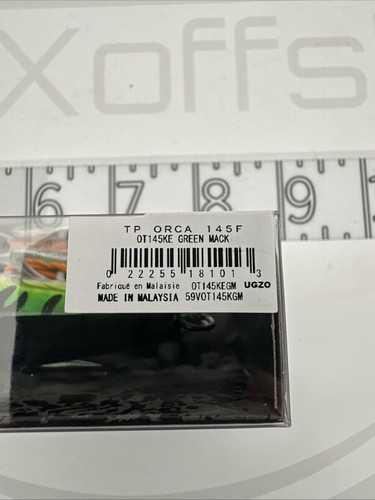 Xoffs
6 7 8 9
TP ORCA 145F
OT145KE GREEN MACK
0 22255 18101 3
Fabriqué en Malaisie OT145KEGM UGZO
MADE IN MALAYSIA 59VOT145KGM